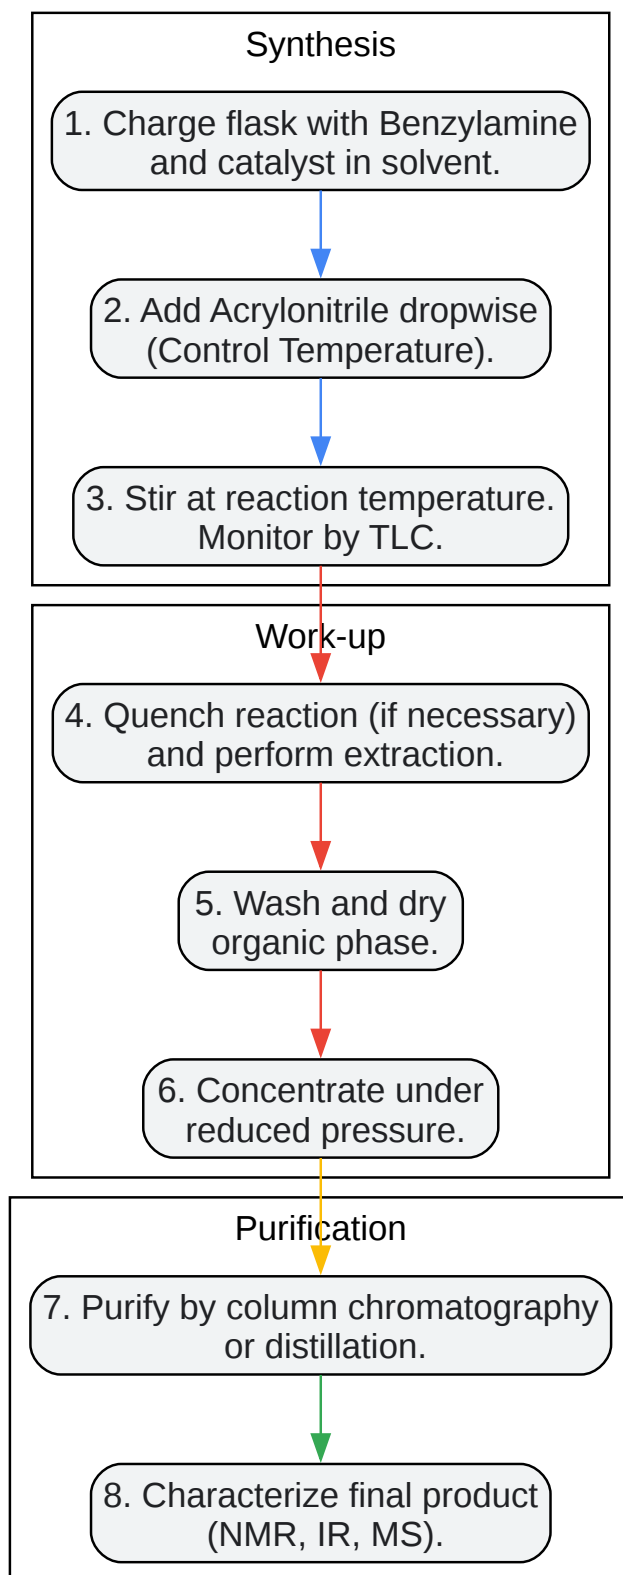 Synthesis
1. Charge flask with Benzylamine
and catalyst in solvent.
2. Add Acrylonitrile dropwise
(Control Temperature).
3. Stir at reaction temperature.
Monitor by TLC.
Work-up
4. Quench reaction (if necessary)
and perform extraction.
5. Wash and dry
organic phase.
6. Concentrate under
reduced pressure.
Purification
7. Purify by column chromatography
or distillation.
8. Characterize final product
(NMR, IR, MS).